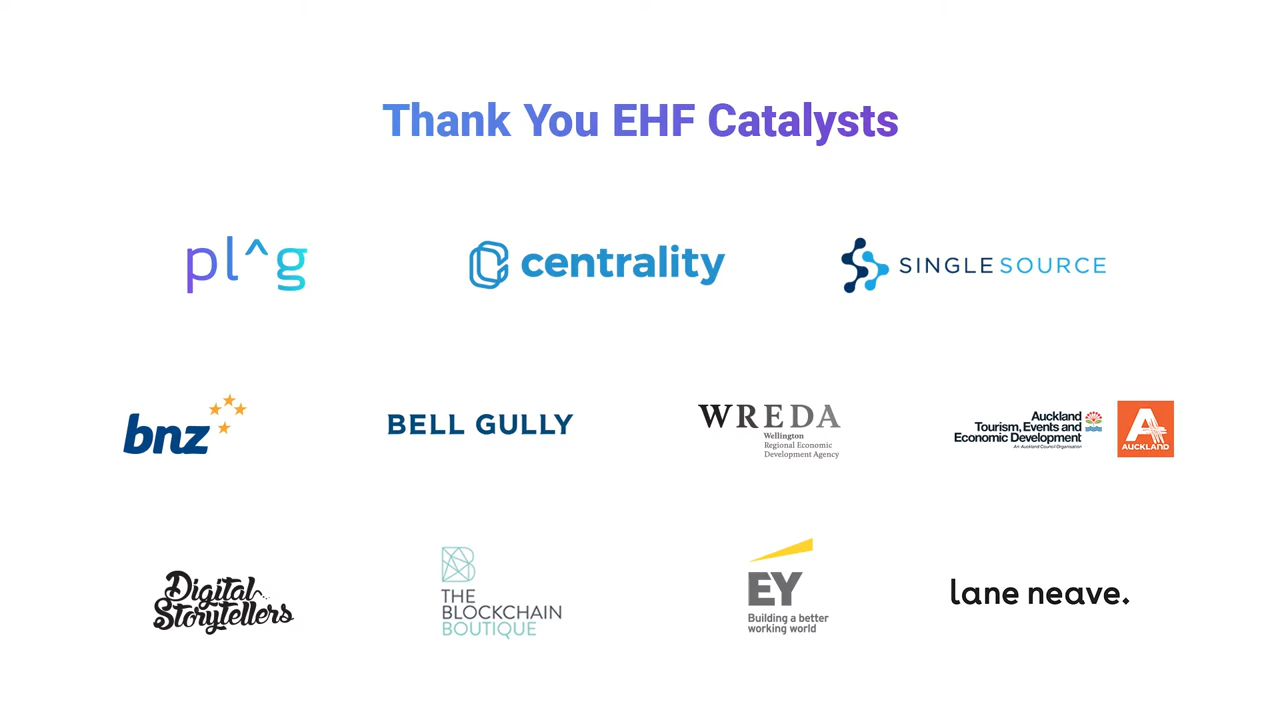 Thank You EHF Catalysts
pl^g
centrality
SINGLE SOURCE
bnz
BELL GULLY
WREDA
Wellington
Regional Economic
Development Agency
Auckland
Tourism, Events and
Economic Development
An Auckland Council Organisation
AUCKLAND
Digital
Storytellers
THE
BLOCKCHAIN
BOUTIQUE
EY
Building a better
working world
lane neave.